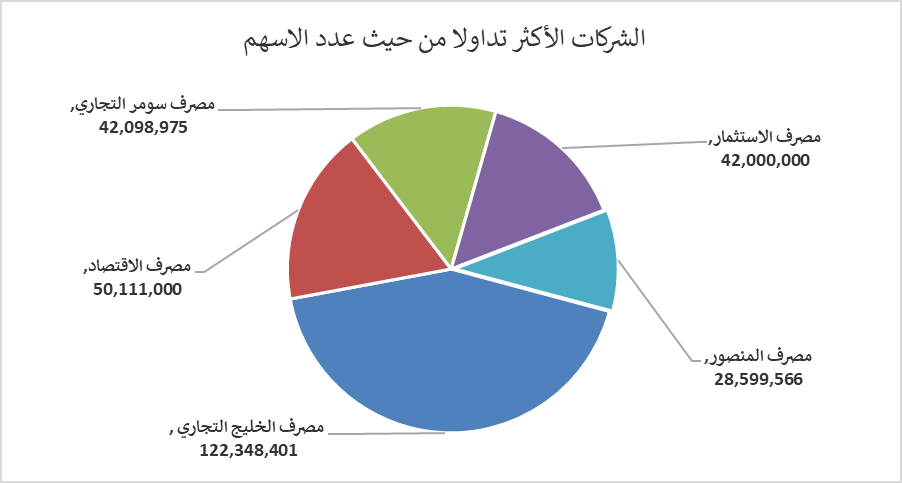 الشركات الأكثر تداولا من حيث عدد الاسهم
مصرف سومر التجاري,
42,098,975
مصرف الاستثمار,
42,000,000
مصرف الاقتصاد,
50,111,000
مصرف المنصور,
28,599,566
مصرف الخليج التجاري ,
122,348,401